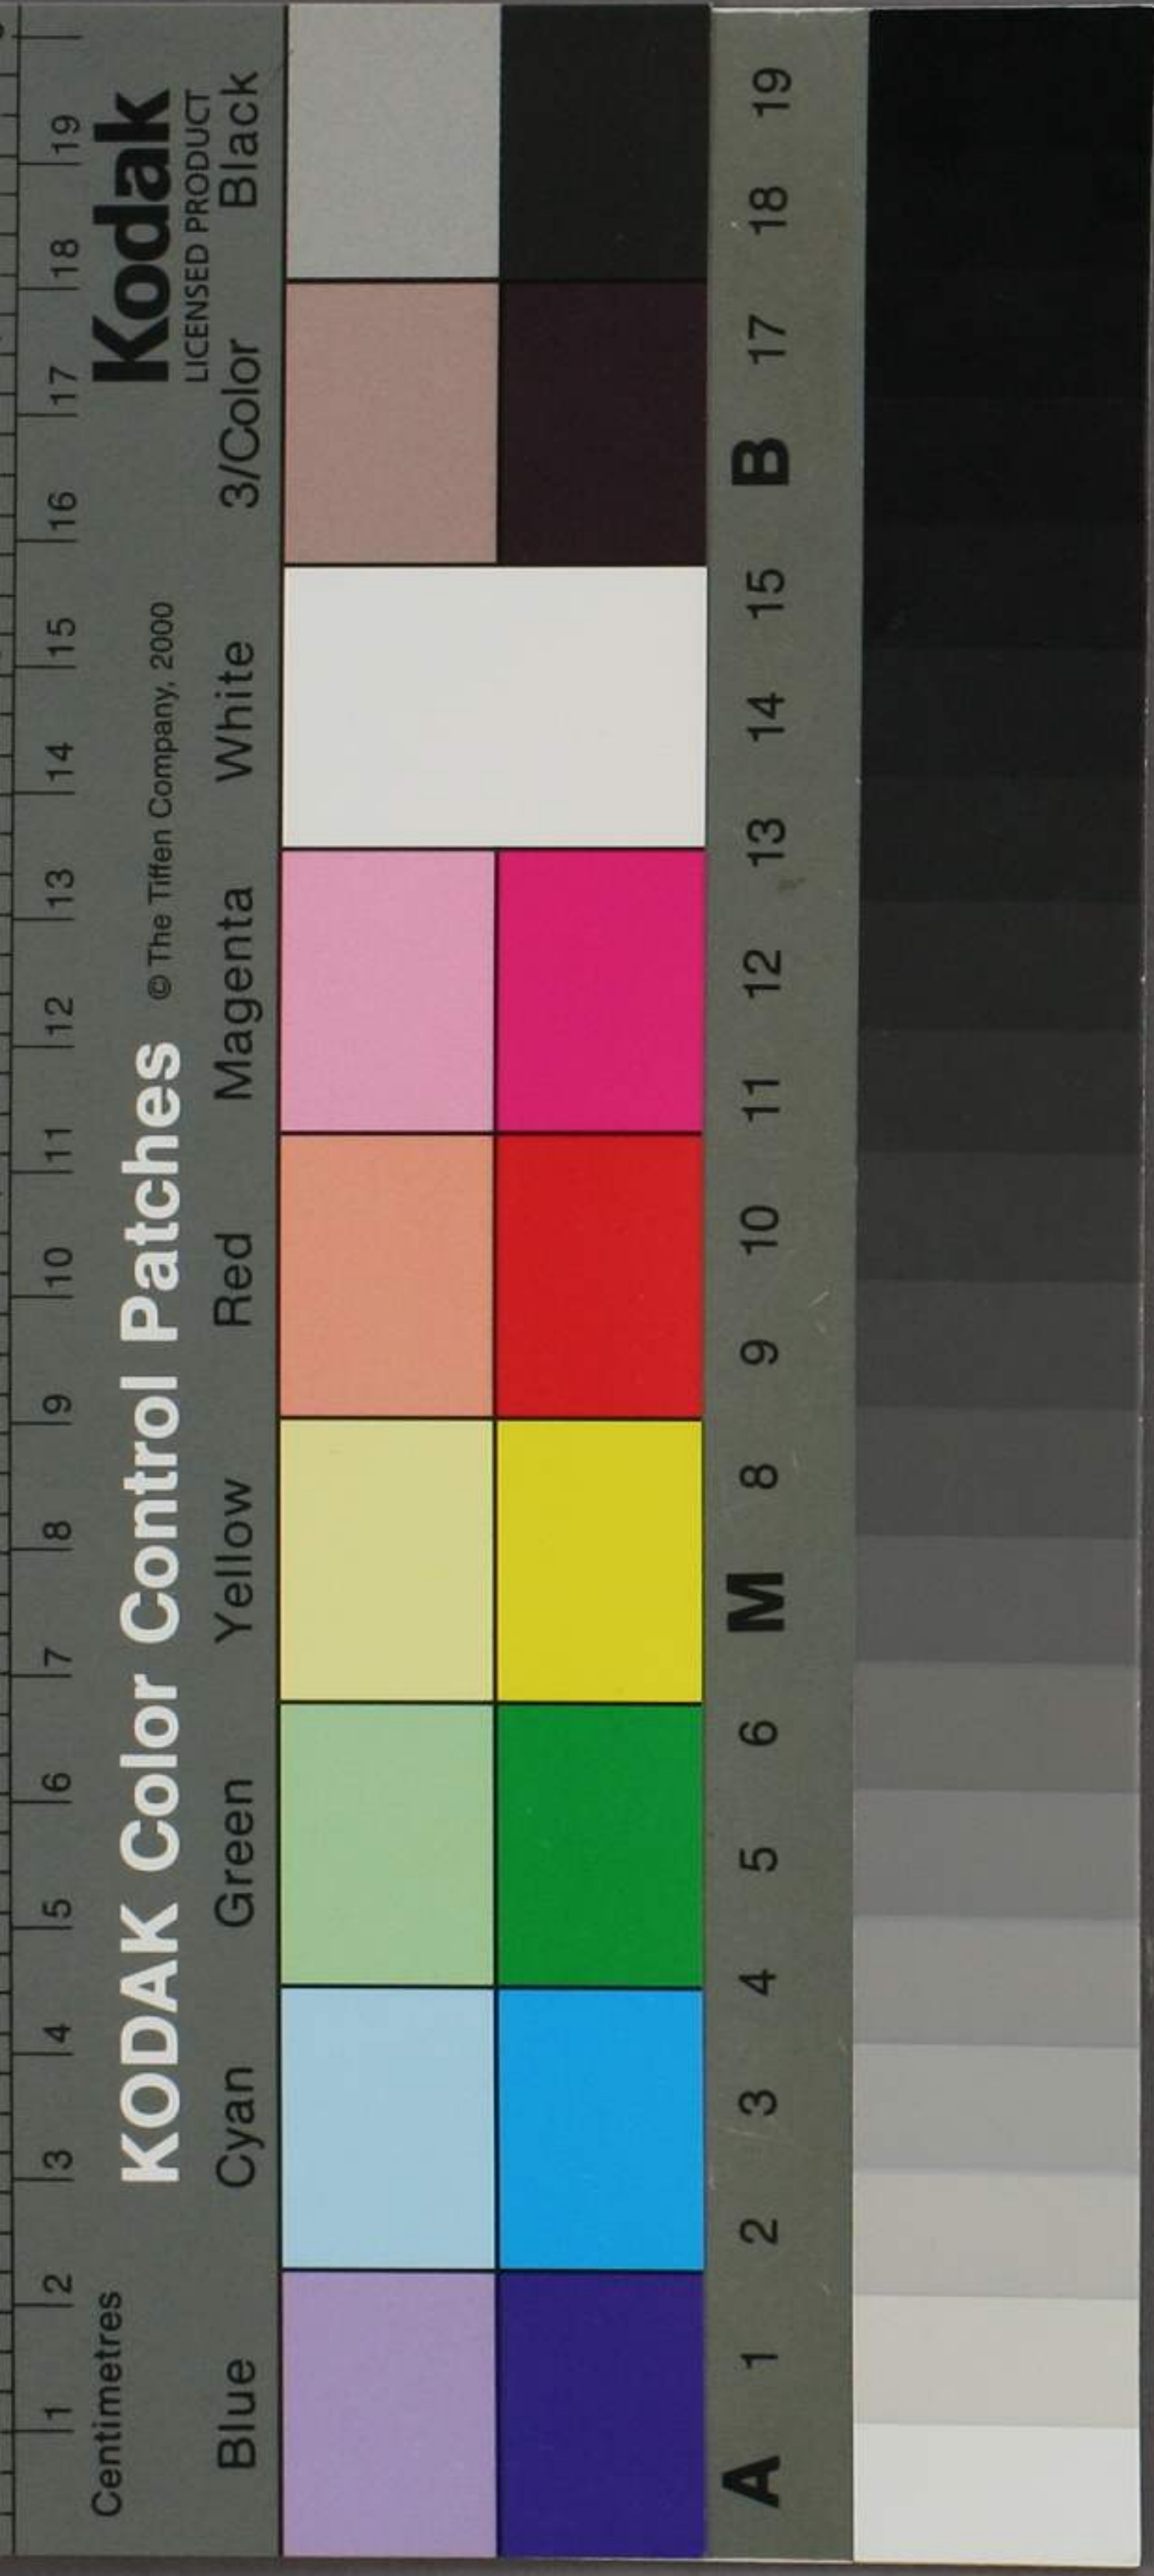 1 2 3 4 5 6 7 8 9 10 11 12 13 14 15 16 17 18 19
Centimetres
KODAK Color Control Patches © The Tiffen Company, 2000
Kodak
LICENSED PRODUCT
Blue Cyan Green Yellow Red Magenta White 3/Color Black
A 1 2 3 4 5 6 M 8 9 10 11 12 13 14 15 B 17 18 19